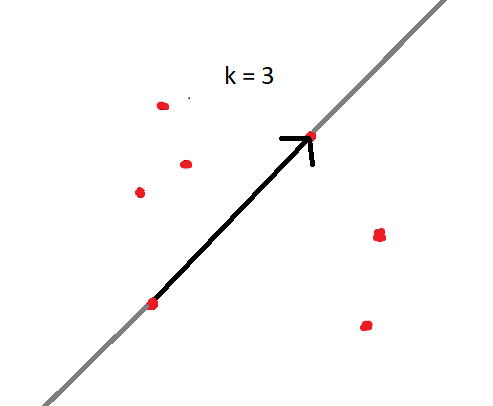 k = 3